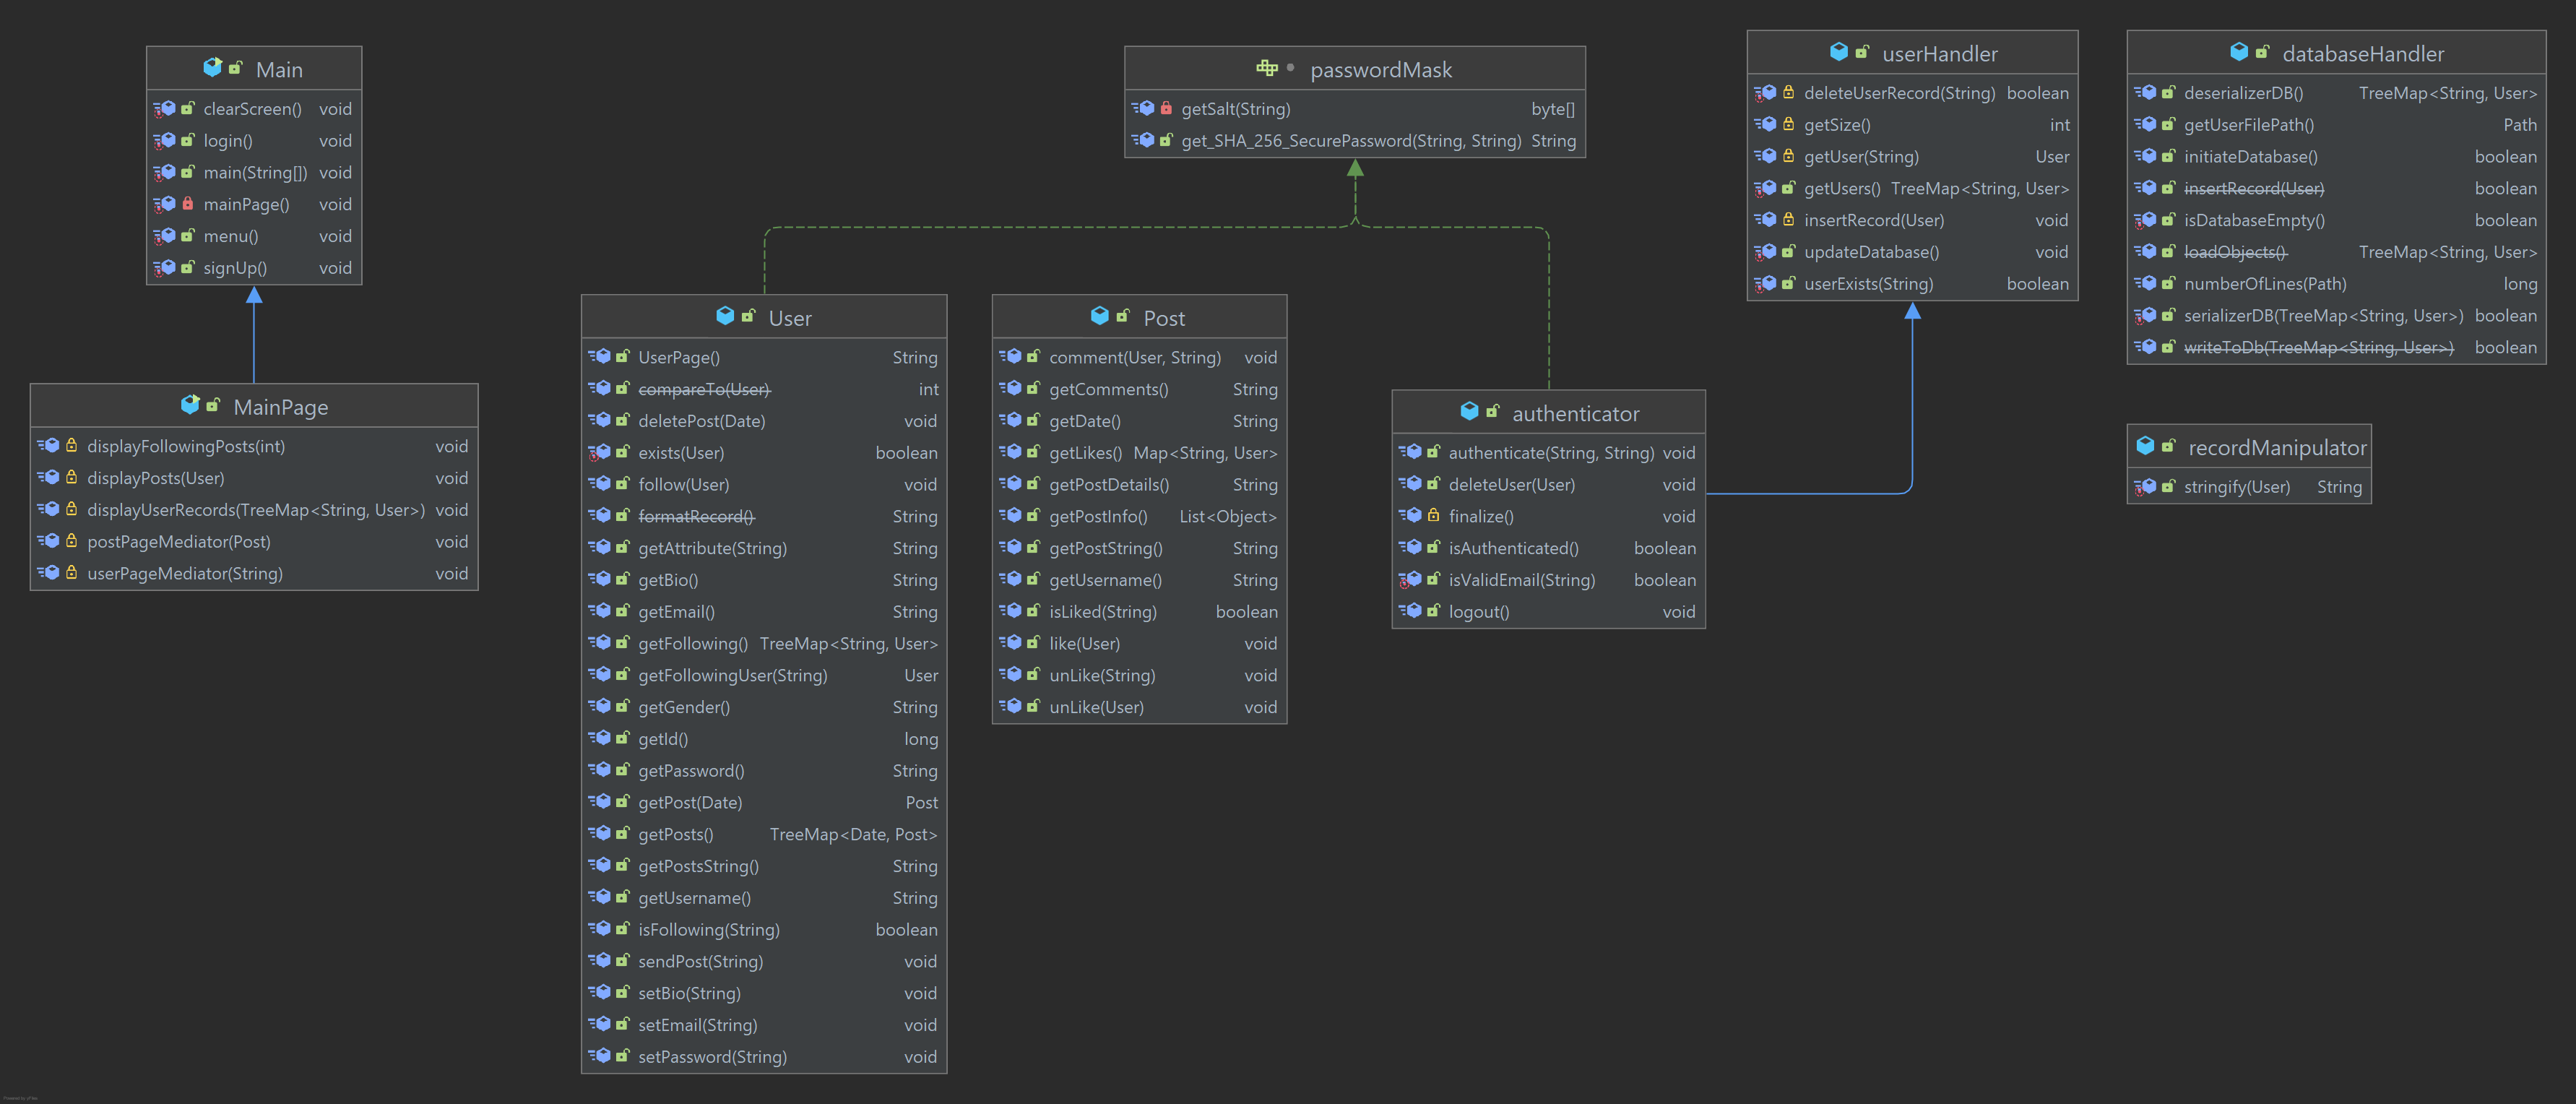 Main
clearScreen() void
login() void
main(String[]) void
mainPage() void
menu() void
signUp() void
MainPage
displayFollowingPosts(int) void
displayPosts(User) void
displayUserRecords(TreeMap<String, User>) void
postPageMediator(Post) void
userPageMediator(String) void
passwordMask
getSalt(String) byte[]
get_SHA_256_SecurePassword(String, String) String
User
UserPage() String
compareTo(User) int
deletePost(Date) void
exists(User) boolean
follow(User) void
formatRecord() String
getAttribute(String) String
getBio() String
getEmail() String
getFollowing() TreeMap<String, User>
getFollowingUser(String) User
getGender() String
getId() long
getPassword() String
getPost(Date) Post
getPosts() TreeMap<Date, Post>
getPostsString() String
getUsername() String
isFollowing(String) boolean
sendPost(String) void
setBio(String) void
setEmail(String) void
setPassword(String) void
Post
comment(User, String) void
getComments() String
getDate() String
getLikes() Map<String, User>
getPostDetails() String
getPostInfo() List<Object>
getPostString() String
getUsername() String
isLiked(String) boolean
like(User) void
unLike(String) void
unLike(User) void
authenticator
authenticate(String, String) void
deleteUser(User) void
finalize() void
isAuthenticated() boolean
isValidEmail(String) boolean
logout() void
userHandler
deleteUserRecord(String) boolean
getSize() int
getUser(String) User
getUsers() TreeMap<String, User>
insertRecord(User) void
updateDatabase() void
userExists(String) boolean
databaseHandler
deserializerDB() TreeMap<String, User>
getUserFilePath() Path
initiateDatabase() boolean
insertRecord(User) boolean
isDatabaseEmpty() boolean
loadObjects() TreeMap<String, User>
numberOfLines(Path) long
serializerDB(TreeMap<String, User>) boolean
writeToDb(TreeMap<String, User>) boolean
recordManipulator
stringify(User) String
Powered by yFiles